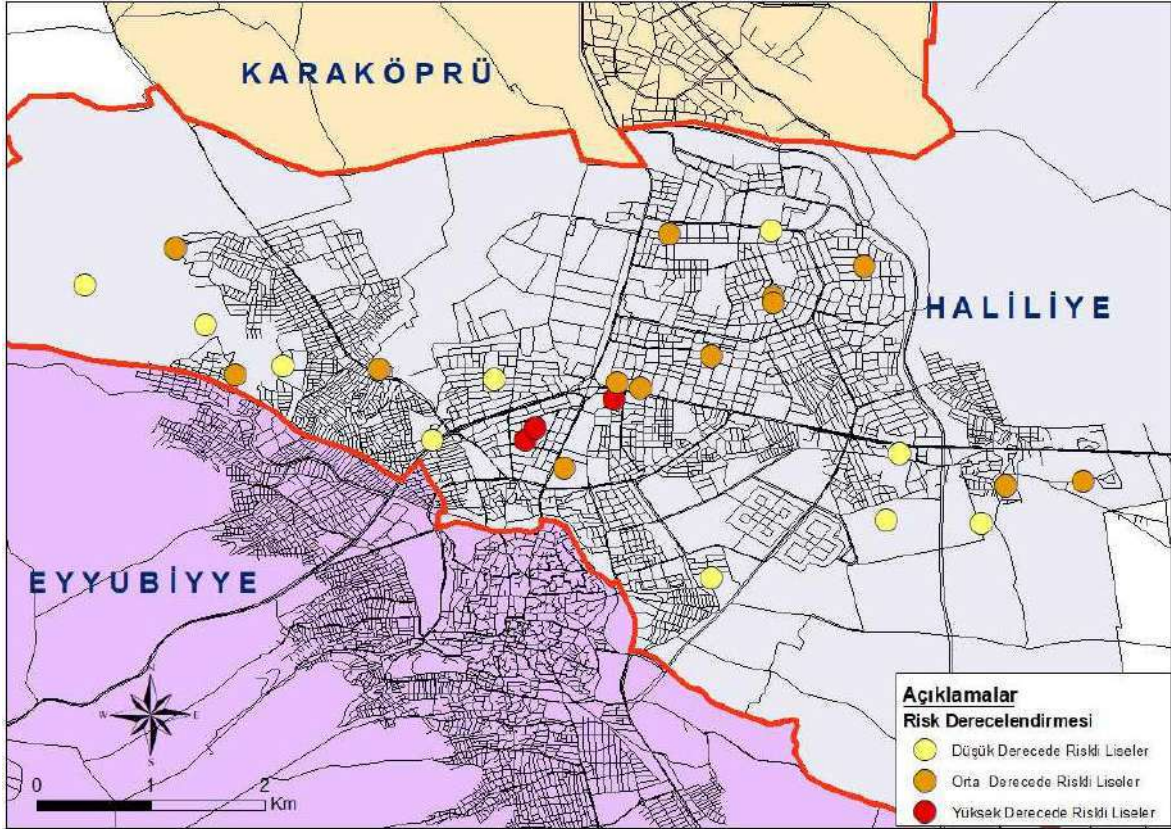 KARAKÖPRÜ
HALİLİYE
EYYUBİYYE
N
W E
S
0 1 2
Km
Açıklamalar
Risk Derecelendirmesi
Düşük Derecede Riskli Liseler
Orta Derecede Riskli Liseler
Yüksek Derecede Riskli Liseler